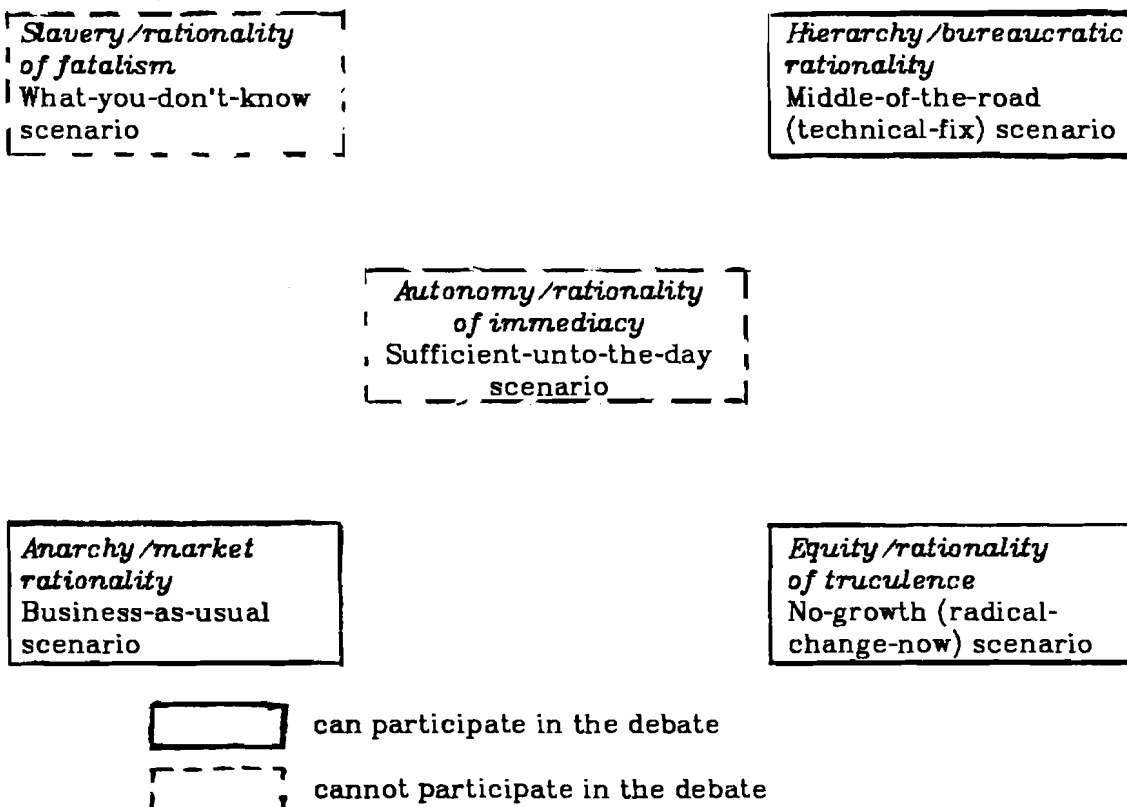 Slavery/rationality
of fatalism
What-you-don't-know
scenario
Hierarchy/bureaucratic
rationality
Middle-of-the-road
(technical-fix) scenario
Autonomy/rationality
of immediacy
Sufficient-unto-the-day
scenario
Anarchy/market
rationality
Business-as-usual
scenario
Equity/rationality
of truculence
No-growth (radical-
change-now) scenario
can participate in the debate
cannot participate in the debate